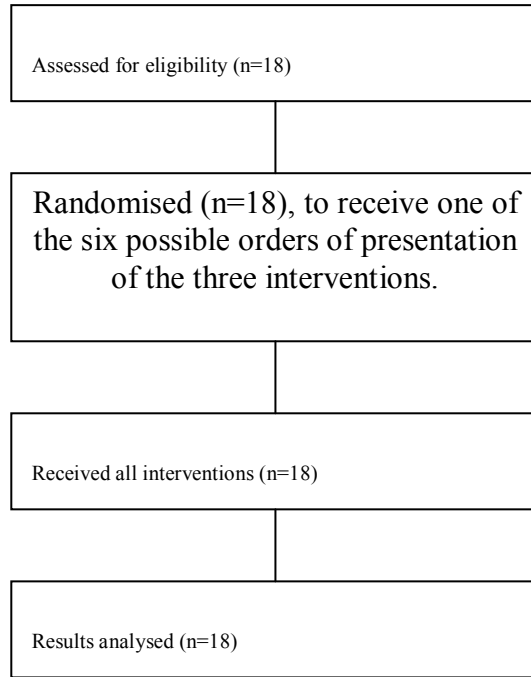 Assessed for eligibility (n=18)
Randomised (n=18), to receive one of
the six possible orders of presentation
of the three interventions.
Received all interventions (n=18)
Results analysed (n=18)